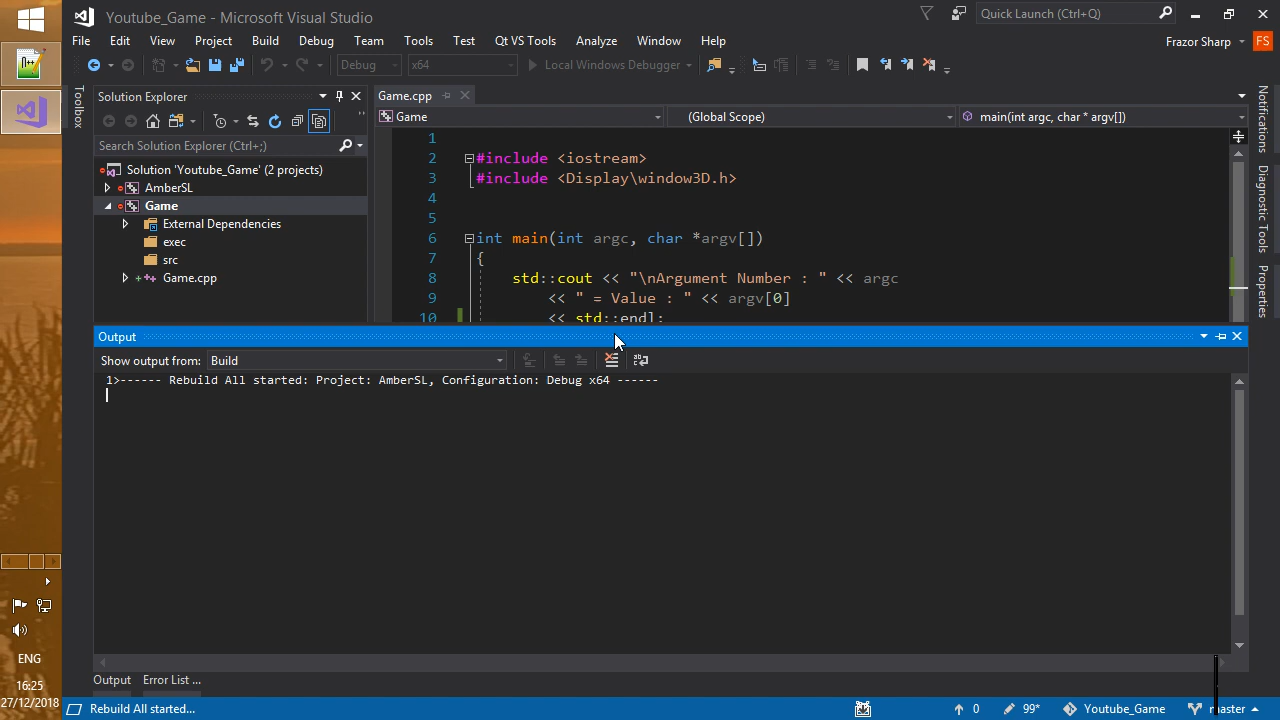 Youtube_Game - Microsoft Visual Studio
Quick Launch (Ctrl+Q)
File Edit View Project Build Debug Team Tools Test Qt VS Tools Analyze Window Help
Frazor Sharp FS
Debug x64 Local Windows Debugger
Toolbox
Solution Explorer
Search Solution Explorer (Ctrl+;)
Solution 'Youtube_Game' (2 projects)
AmberSL
Game
External Dependencies
exec
src
Game.cpp
Game.cpp
Game (Global Scope) main(int argc, char * argv[])
1
2 #include <iostream>
3 #include <Display\window3D.h>
4
5
6 int main(int argc, char *argv[])
7 {
8 std::cout << "\nArgument Number : " << argc
9 << " = Value : " << argv[0]
10 << std::endl;
Notifications
Diagnostic Tools
Properties
Output
Show output from: Build
1>------ Rebuild All started: Project: AmberSL, Configuration: Debug x64 ------
Output Error List ...
ENG
16:25
27/12/2018
Rebuild All started... 0 99* Youtube_Game master